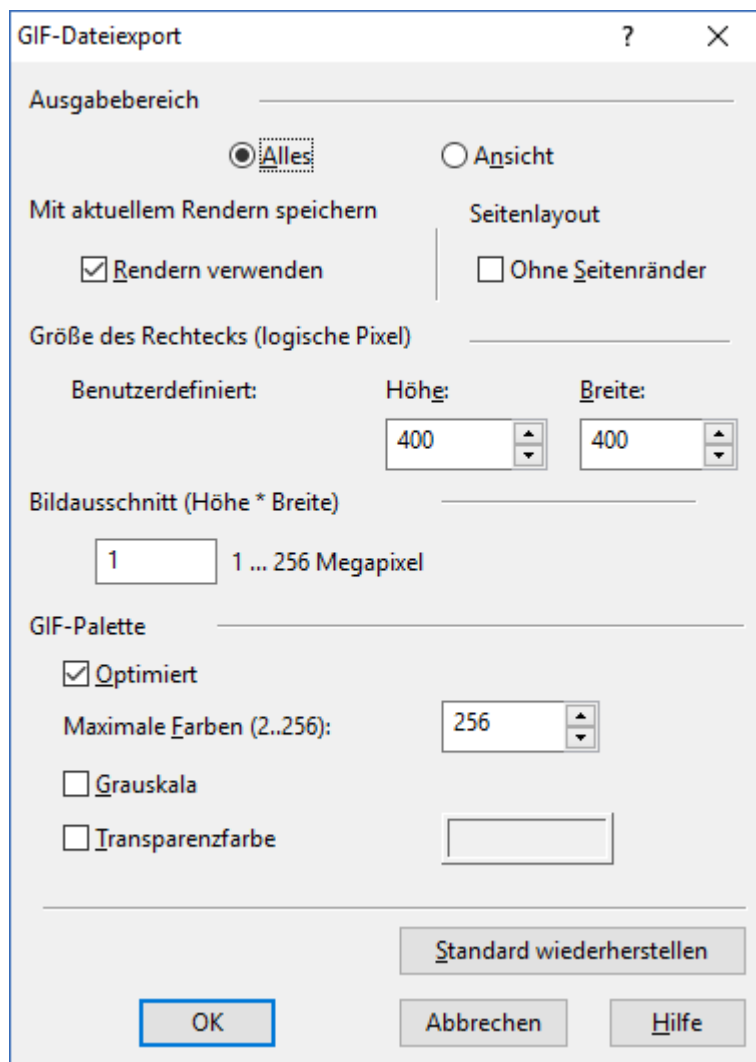 GIF-Dateiexport ?
Ausgabebereich
Alles Ansicht
Mit aktuellem Rendern speichern Seitenlayout
Rendern verwenden Ohne Seitenränder
Größe des Rechtecks (logische Pixel)
Benutzerdefiniert: Höhe: Breite:
400 400
Bildausschnitt (Höhe * Breite)
1 1 ... 256 Megapixel
GIF-Palette
Optimiert
Maximale Farben (2..256): 256
Grauskala
Transparenzfarbe
Standard wiederherstellen
OK Abbrechen Hilfe